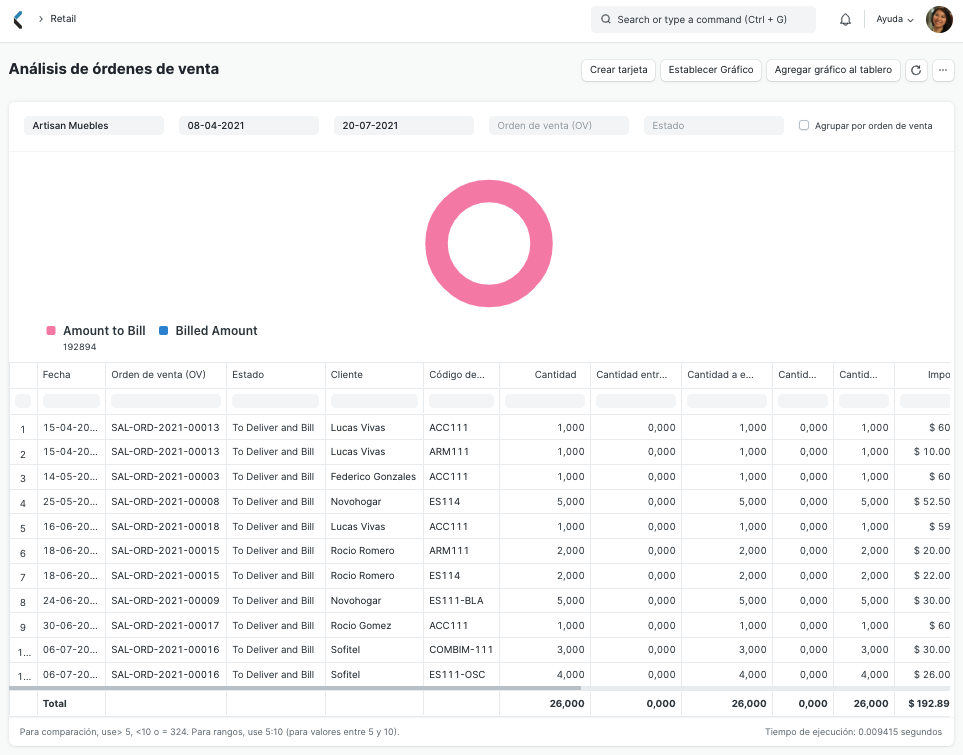 Retail
Search or type a command (Ctrl + G)
Ayuda
Análisis de órdenes de venta
Crear tarjeta
Establecer Gráfico
Agregar gráfico al tablero
...
Artisan Muebles
08-04-2021
20-07-2021
Orden de venta (OV)
Estado
Agrupar por orden de venta
Amount to Bill
192894
Billed Amount
Fecha Orden de venta (OV) Estado Cliente Código de... Cantidad Cantidad entr... Cantidad a e... Cantid... Cantid... Impo
1 15-04-20... SAL-ORD-2021-00013 To Deliver and Bill Lucas Vivas ACC111 1,000 0,000 1,000 0,000 1,000 $ 60
2 15-04-20... SAL-ORD-2021-00013 To Deliver and Bill Lucas Vivas ARM111 1,000 0,000 1,000 0,000 1,000 $ 10.00
3 14-05-20... SAL-ORD-2021-00003 To Deliver and Bill Federico Gonzales ACC111 1,000 0,000 1,000 0,000 1,000 $ 60
4 25-05-20... SAL-ORD-2021-00008 To Deliver and Bill Novohogar ES114 5,000 0,000 5,000 0,000 5,000 $ 52.50
5 16-06-20... SAL-ORD-2021-00018 To Deliver and Bill Lucas Vivas ACC111 1,000 0,000 1,000 0,000 1,000 $ 59
6 18-06-20... SAL-ORD-2021-00015 To Deliver and Bill Rocio Romero ARM111 2,000 0,000 2,000 0,000 2,000 $ 20.00
7 18-06-20... SAL-ORD-2021-00015 To Deliver and Bill Rocio Romero ES114 2,000 0,000 2,000 0,000 2,000 $ 22.00
8 24-06-20... SAL-ORD-2021-00009 To Deliver and Bill Novohogar ES111-BLA 5,000 0,000 5,000 0,000 5,000 $ 30.00
9 30-06-20... SAL-ORD-2021-00017 To Deliver and Bill Rocio Gomez ACC111 1,000 0,000 1,000 0,000 1,000 $ 60
1... 06-07-20... SAL-ORD-2021-00016 To Deliver and Bill Sofitel COMBIM-111 3,000 0,000 3,000 0,000 3,000 $ 30.00
1... 06-07-20... SAL-ORD-2021-00016 To Deliver and Bill Sofitel ES111-OSC 4,000 0,000 4,000 0,000 4,000 $ 26.00
Total 26,000 0,000 26,000 0,000 26,000 $ 192.89
Para comparación, use> 5, <10 o = 324. Para rangos, use 5:10 (para valores entre 5 y 10).
Tiempo de ejecución: 0.009415 segundos